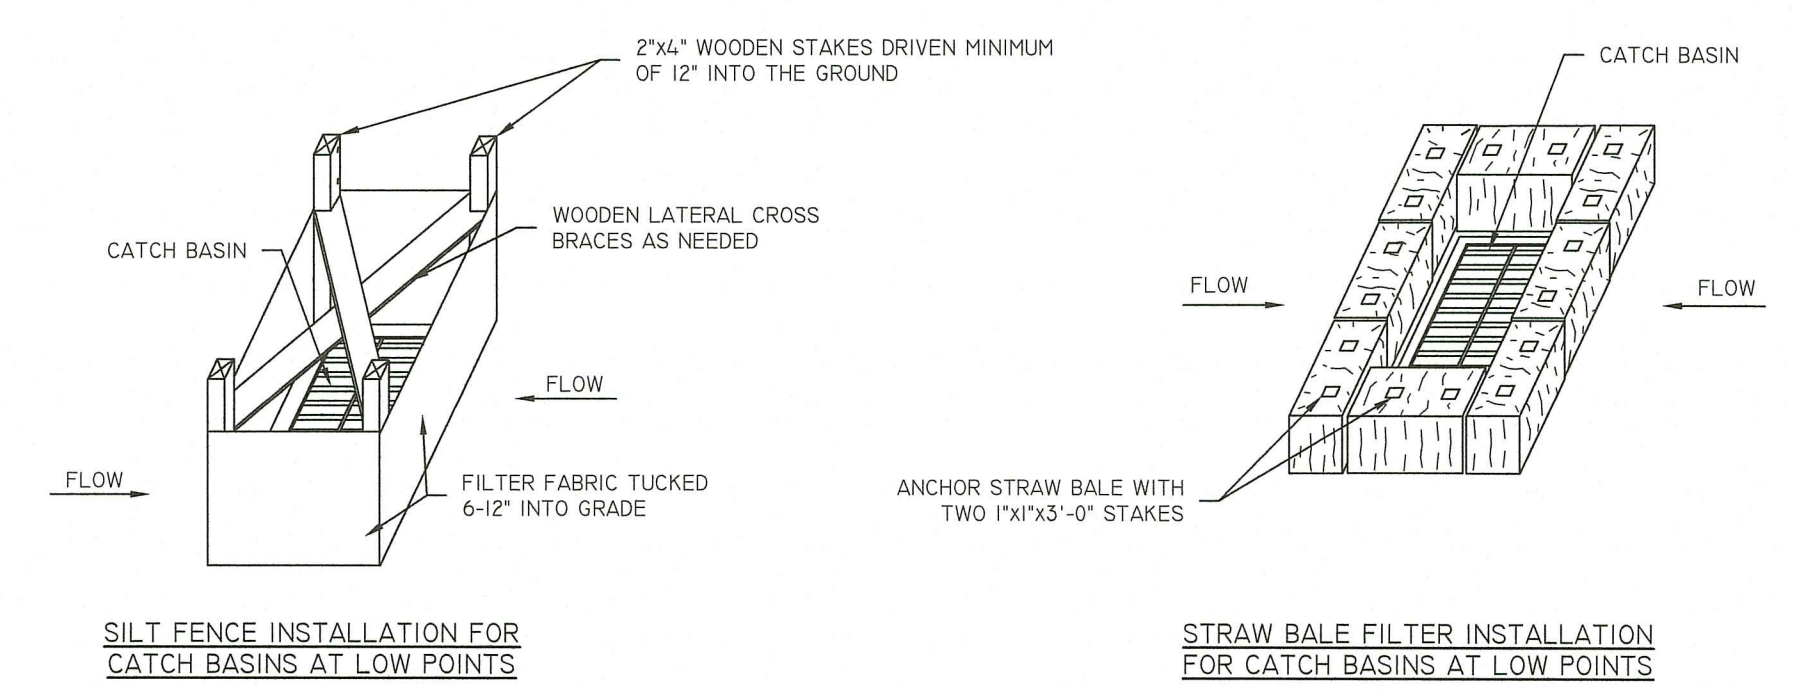 2"x4" WOODEN STAKES DRIVEN MINIMUM
OF 12" INTO THE GROUND
WOODEN LATERAL CROSS
BRACES AS NEEDED
CATCH BASIN
FLOW
FLOW
FILTER FABRIC TUCKED
6-12" INTO GRADE
SILT FENCE INSTALLATION FOR
CATCH BASINS AT LOW POINTS
CATCH BASIN
FLOW
FLOW
ANCHOR STRAW BALE WITH
TWO 1"x1"x3'-0" STAKES
STRAW BALE FILTER INSTALLATION
FOR CATCH BASINS AT LOW POINTS